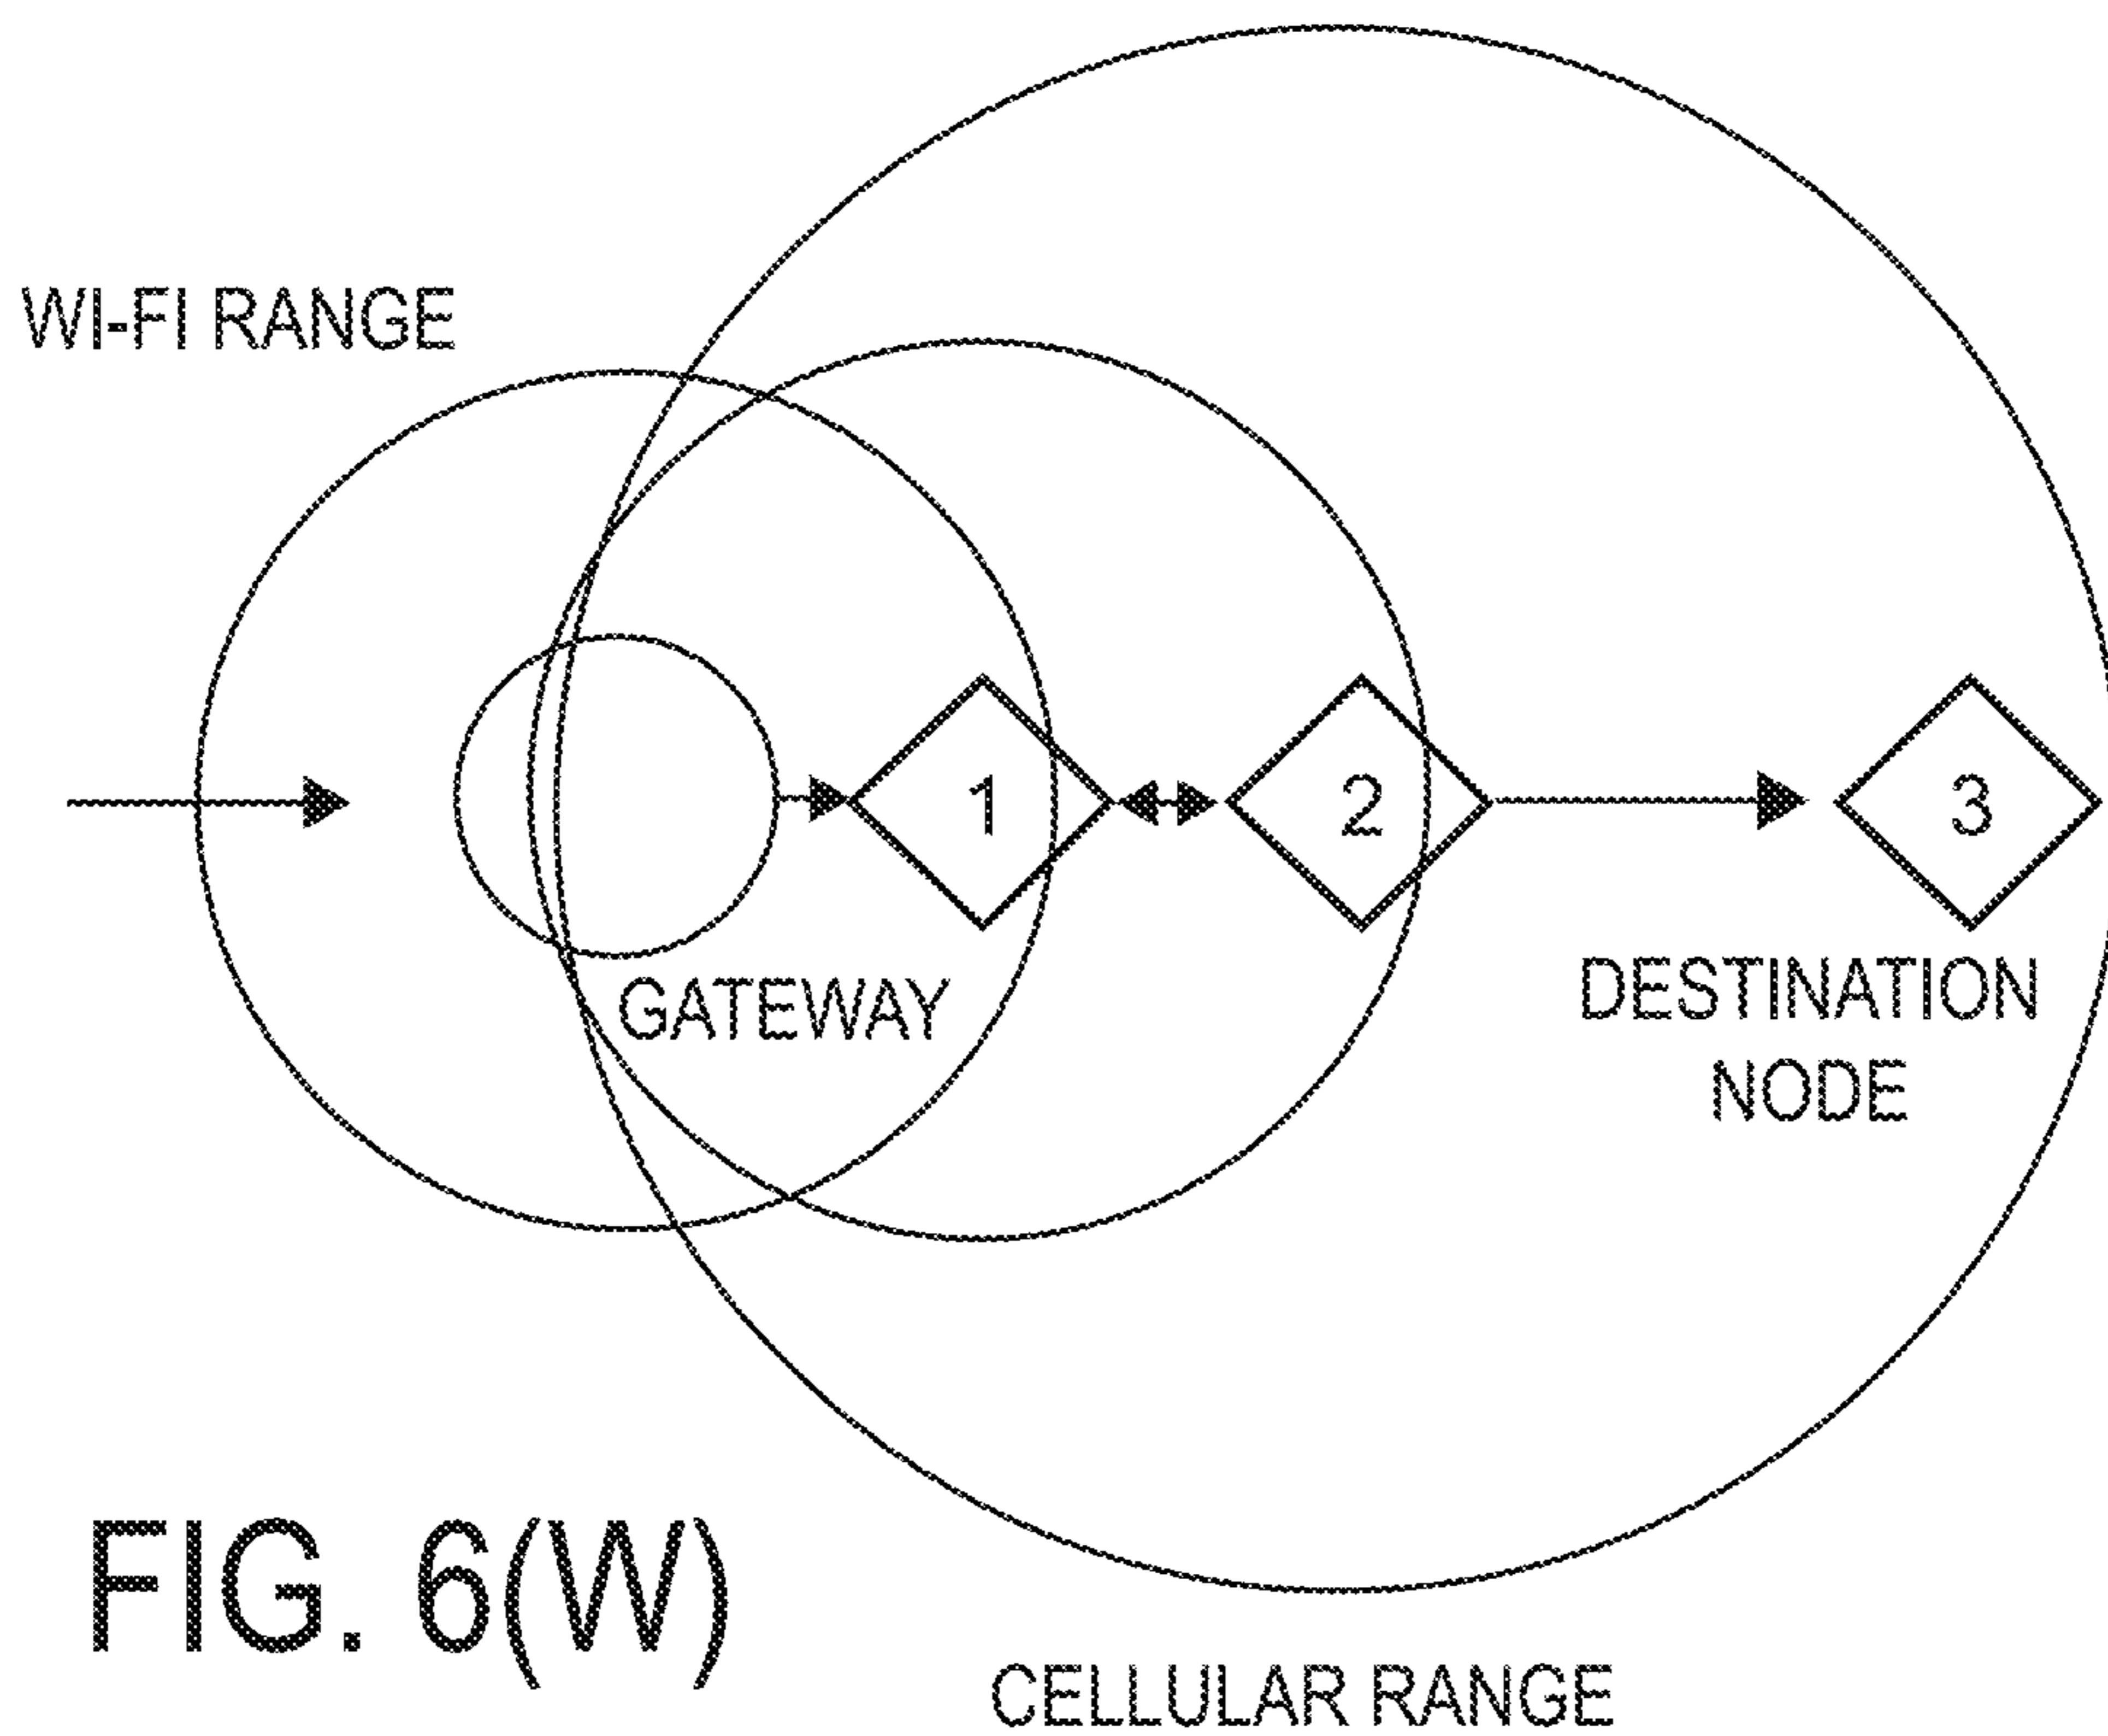 WI-FI RANGE
1
2
3
GATEWAY
DESTINATION
NODE
FIG. 6(W)
CELLULAR RANGE